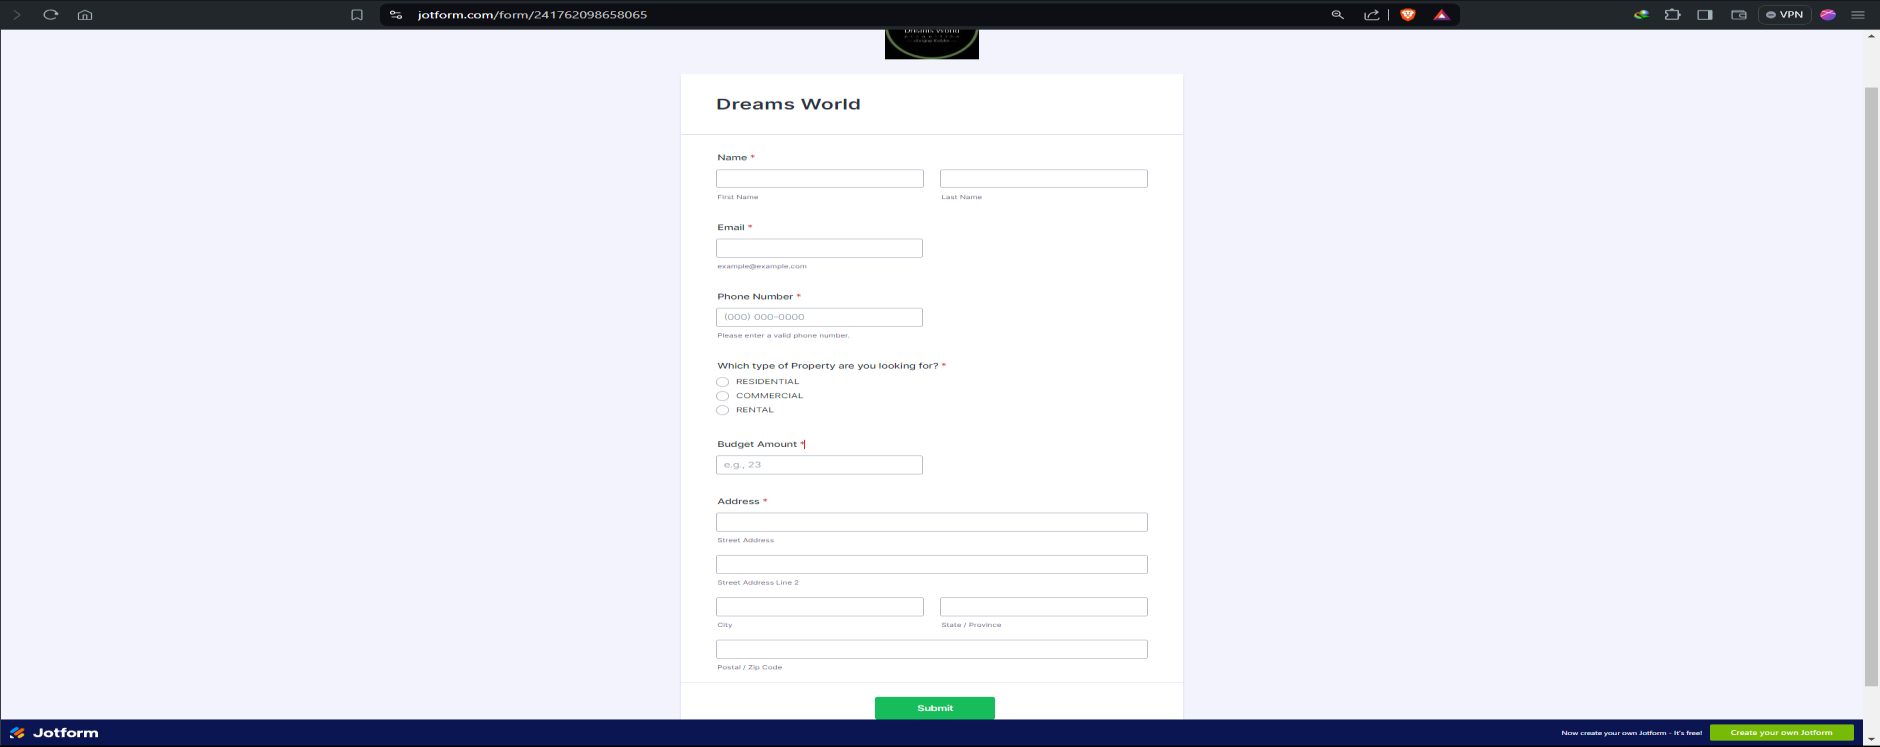 jotform.com/form/241762098658065
VPN
Dreams World
Dreams World
Name *
First Name
Last Name
Email *
example@example.com
Phone Number *
(000) 000-0000
Please enter a valid phone number.
Which type of Property are you looking for? *
RESIDENTIAL
COMMERCIAL
RENTAL
Budget Amount *
e.g., 23
Address *
Street Address
Street Address Line 2
City
State / Province
Postal / Zip Code
Submit
Jotform
Now create your own Jotform - It's free!
Create your own Jotform